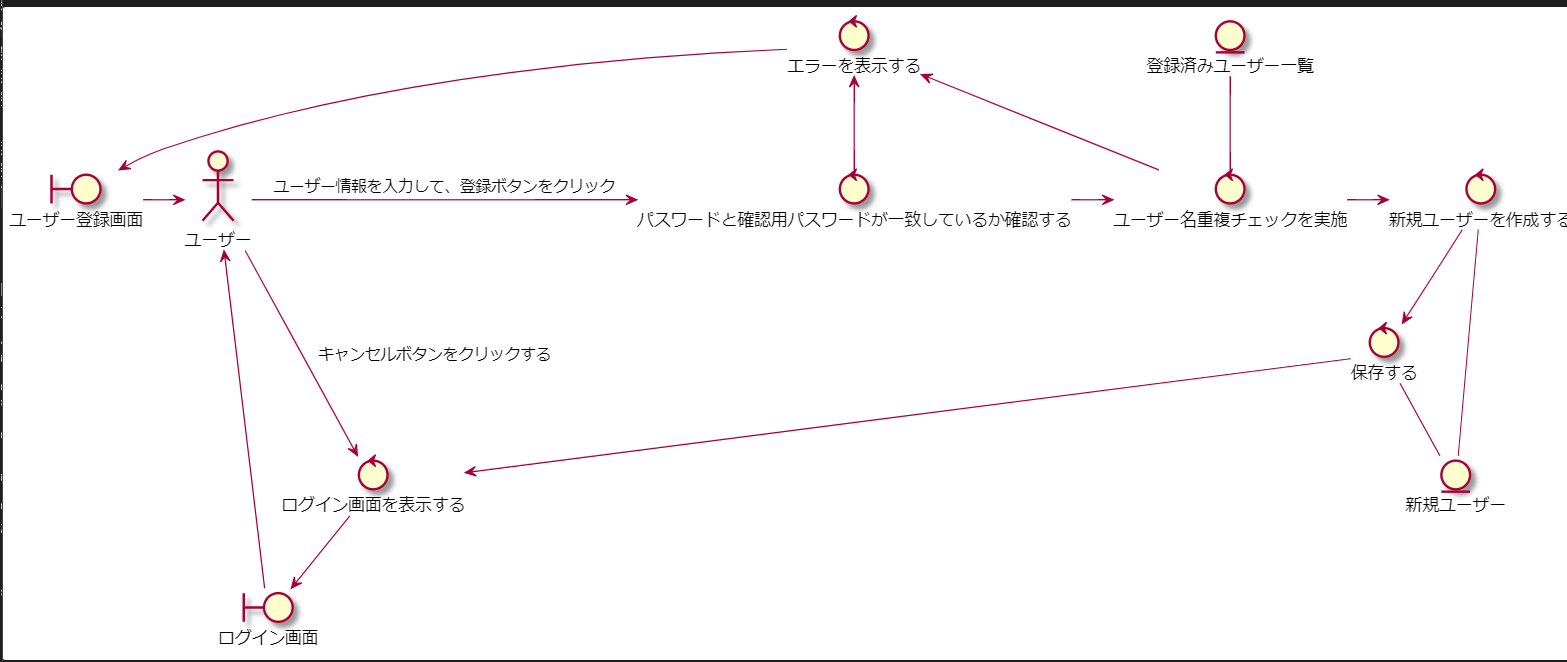 エラーを表示する
登録済みユーザー一覧
ユーザー情報を入力して、登録ボタンをクリック
ユーザー登録画面
ユーザー
パスワードと確認用パスワードが一致しているか確認する
ユーザー名重複チェックを実施
新規ユーザーを作成する
キャンセルボタンをクリックする
保存する
ログイン画面を表示する
新規ユーザー
ログイン画面